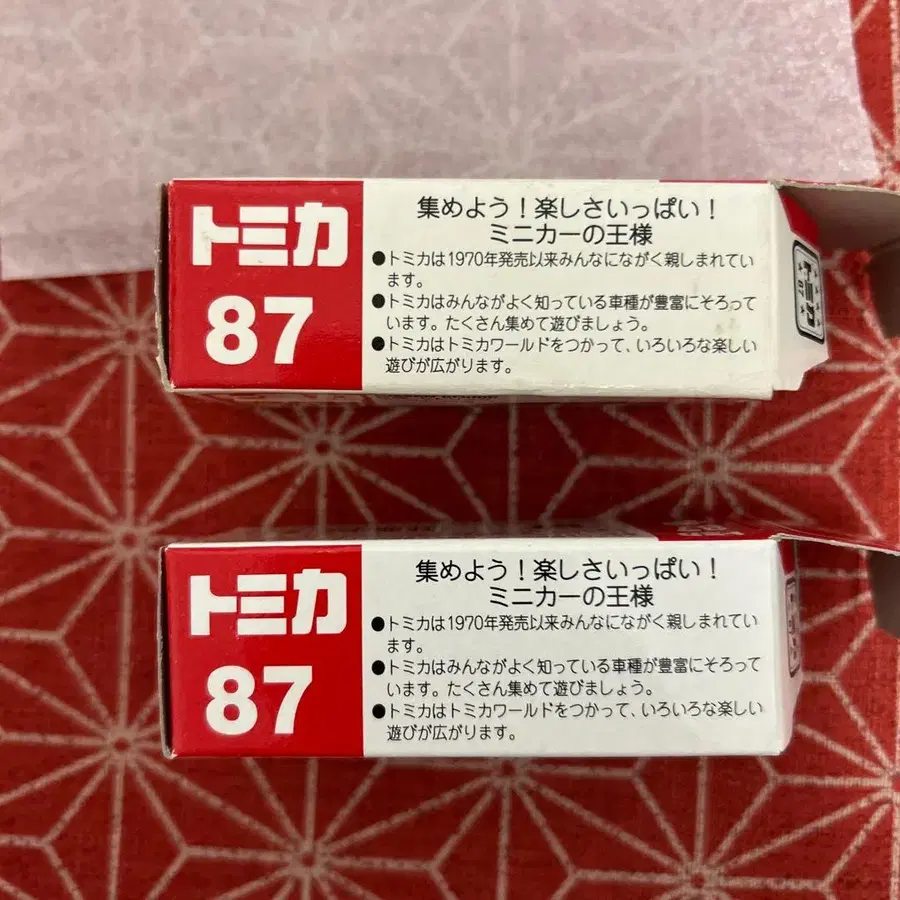 トミカ
87
集めよう！楽しさいっぱい！
ミニカーの王様
●トミカは1970年発売以来みんなにながく親しまれてい
ます。
●トミカはみんながよく知っている車種が豊富にそろって
います。たくさん集めて遊びましょう。
●トミカはトミカワールドをつかって、いろいろな楽しい
遊びが広がります。
トミカ
87
トミカ
87
集めよう！楽しさいっぱい！
ミニカーの王様
●トミカは1970年発売以来みんなにながく親しまれてい
ます。
●トミカはみんながよく知っている車種が豊富にそろって
います。たくさん集めて遊びましょう。
●トミカはトミカワールドをつかって、いろいろな楽しい
遊びが広がります。